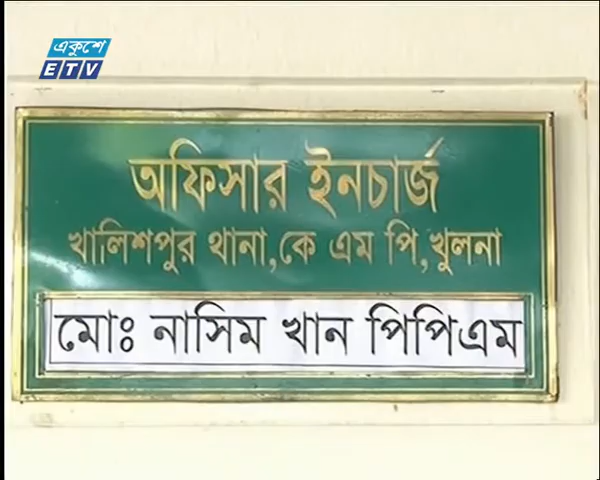 একুশে
ETV
অফিসার ইনচার্জ
খালিশপুর থানা,কে এম পি,খুলনা
মোঃ নাসিম খান পিপিএম